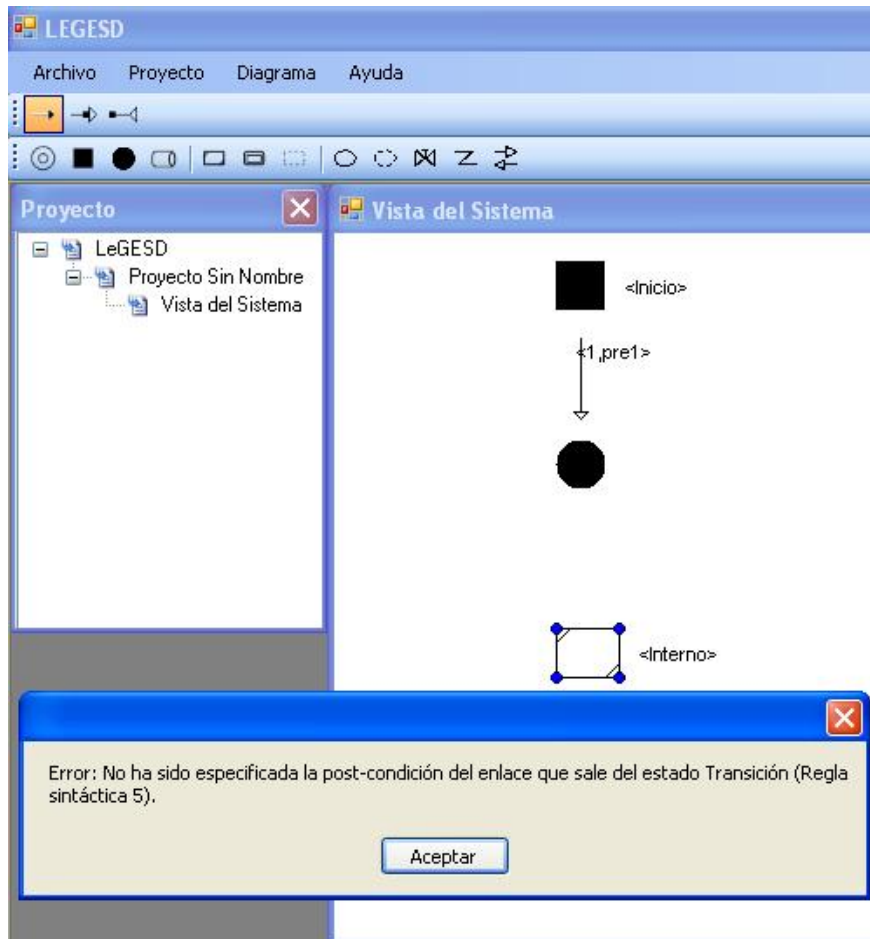 LEGESD
Archivo Proyecto Diagrama Ayuda
Proyecto
LeGESD
Proyecto Sin Nombre
Vista del Sistema
Vista del Sistema
<Inicio>
<1,pre1>
<Interno>
Error: No ha sido especificada la post-condición del enlace que sale del estado Transición (Regla
sintáctica 5).
Aceptar